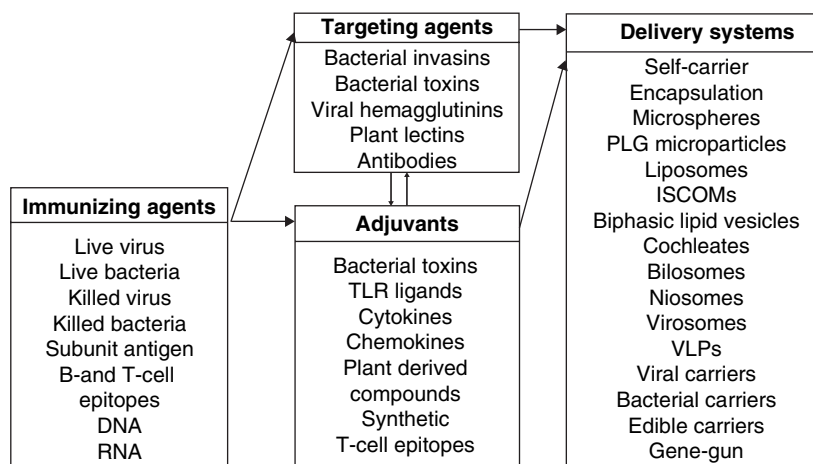 Targeting agents
Bacterial invasins
Bacterial toxins
Viral hemagglutinins
Plant lectins
Antibodies
Immunizing agents
Live virus
Live bacteria
Killed virus
Killed bacteria
Subunit antigen
B-and T-cell
epitopes
DNA
RNA
Adjuvants
Bacterial toxins
TLR ligands
Cytokines
Chemokines
Plant derived
compounds
Synthetic
T-cell epitopes
Delivery systems
Self-carrier
Encapsulation
Microspheres
PLG microparticles
Liposomes
ISCOMs
Biphasic lipid vesicles
Cochleates
Bilosomes
Niosomes
Virosomes
VLPs
Viral carriers
Bacterial carriers
Edible carriers
Gene-gun